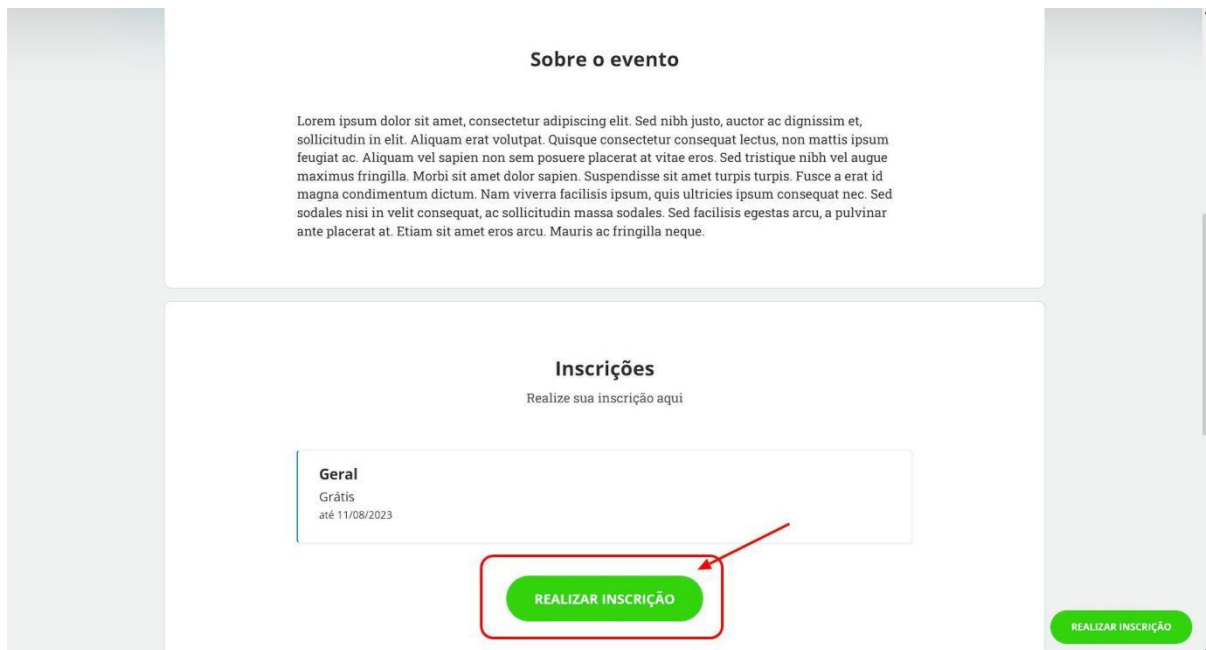 Sobre o evento
Lorem ipsum dolor sit amet, consectetur adipiscing elit. Sed nibh justo, auctor ac dignissim et,
sollicitudin in elit. Aliquam erat volutpat. Quisque consectetur consequat lectus, non mattis ipsum
feugiat ac. Aliquam vel sapien non sem posuere placerat at vitae eros. Sed tristique nibh vel augue
maximus fringilla. Morbi sit amet dolor sapien. Suspendisse sit amet turpis turpis. Fusce a erat id
magna condimentum dictum. Nam viverra facilisis ipsum, quis ultricies ipsum consequat nec. Sed
sodales nisi in velit consequat, ac sollicitudin massa sodales. Sed facilisis egestas arcu, a pulvinar
ante placerat at. Etiam sit amet eros arcu. Mauris ac fringilla neque.
Inscrições
Realize sua inscrição aqui
Geral
Grátis
até 11/08/2023
REALIZAR INSCRIÇÃO
REALIZAR INSCRIÇÃO